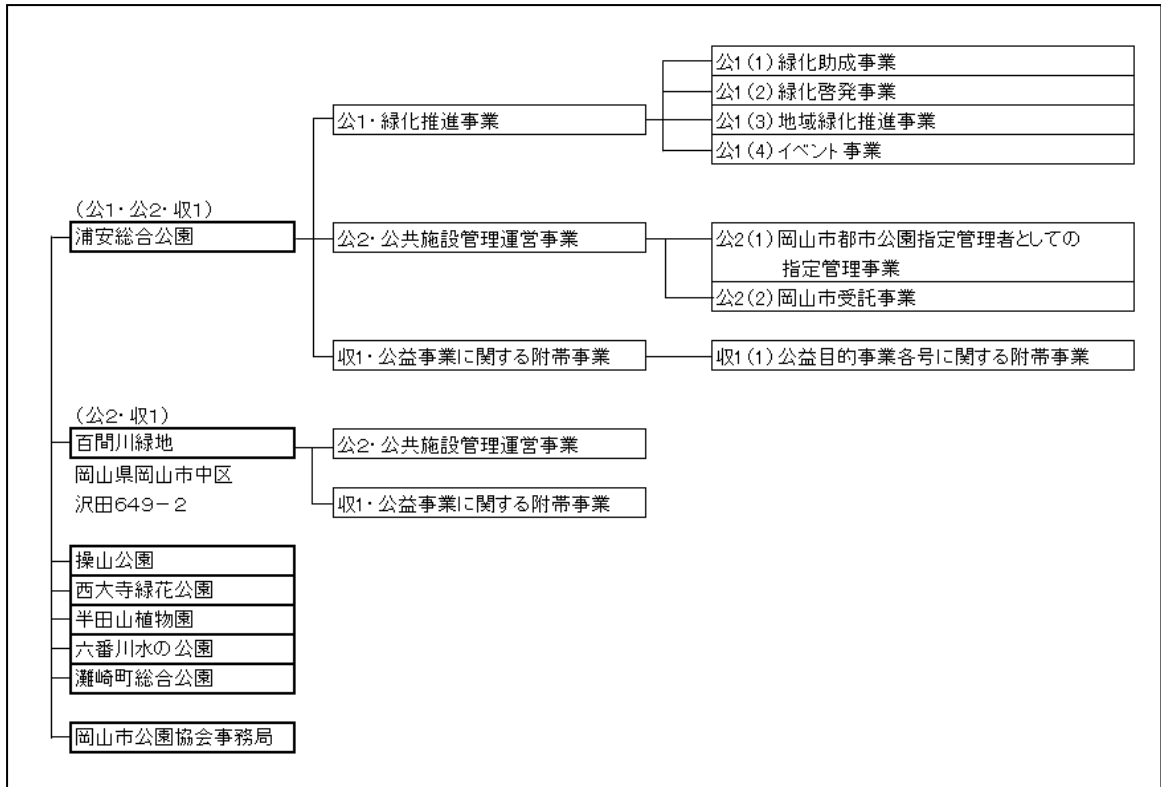 公1(1)緑化助成事業
公1(2)緑化啓発事業
公1・緑化推進事業
公1(3)地域緑化推進事業
公1(4)イベント事業
(公1・公2・収1)
浦安総合公園
公2・公共施設管理運営事業
公2(1)岡山市都市公園指定管理者としての
指定管理事業
公2(2)岡山市受託事業
収1・公益事業に関する附帯事業
収1(1)公益目的事業各号に関する附帯事業
(公2・収1)
百間川緑地
公2・公共施設管理運営事業
岡山県岡山市中区
沢田649-2
収1・公益事業に関する附帯事業
操山公園
西大寺緑花公園
半田山植物園
六番川水の公園
灘崎町総合公園
岡山市公園協会事務局